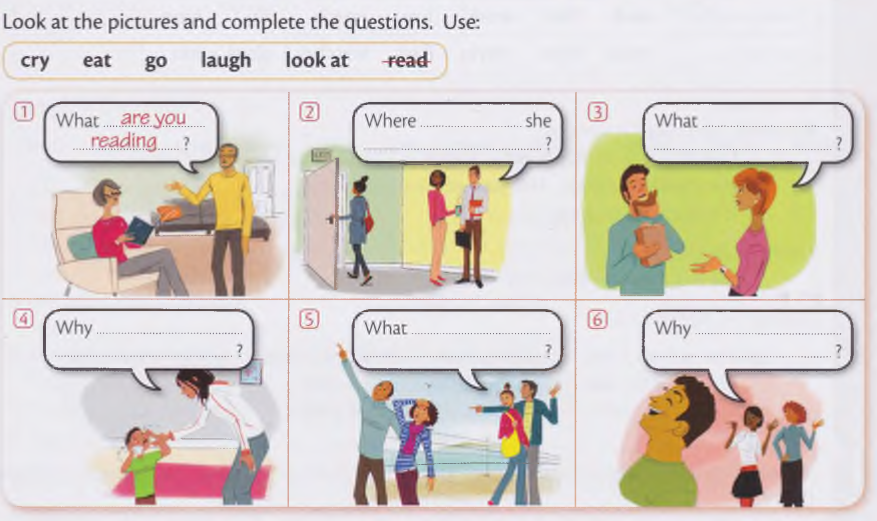 Look at the pictures and complete the questions. Use:
cry eat go laugh look at read
1
What are you
reading ?
2
Where she
?
EXIT
3
What
?
4
Why
?
5
What
?
6
Why
?